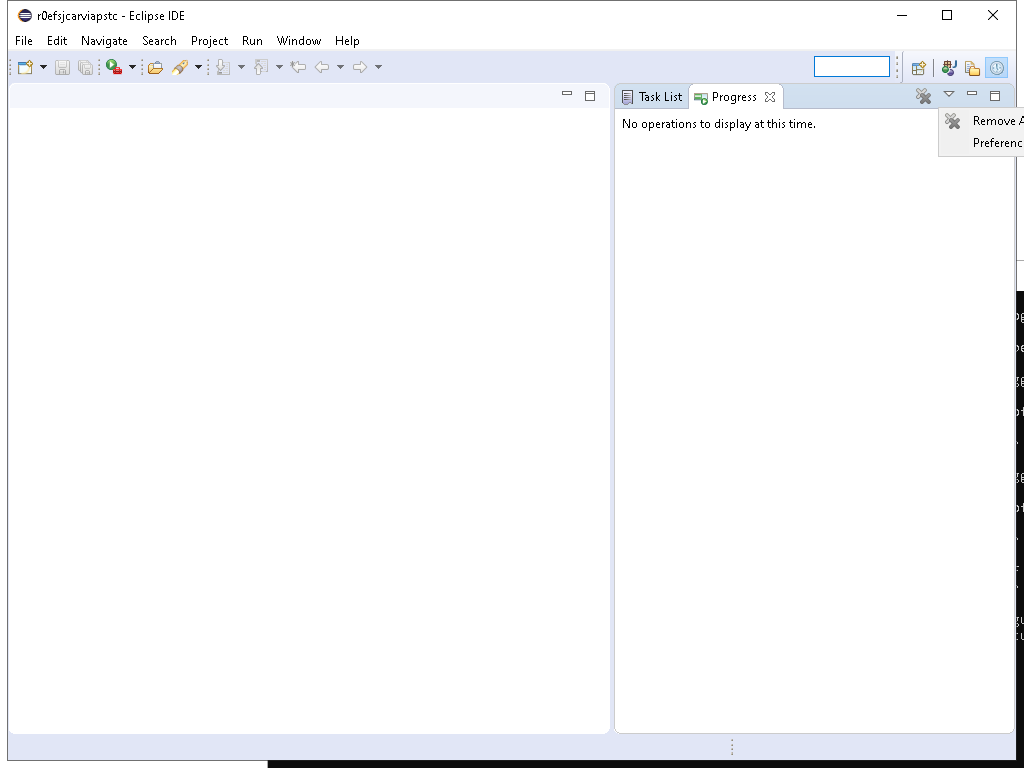 r0efsjcarviapstc - Eclipse IDE
File Edit Navigate Search Project Run Window Help
Task List Progress
Remove
No operations to display at this time.